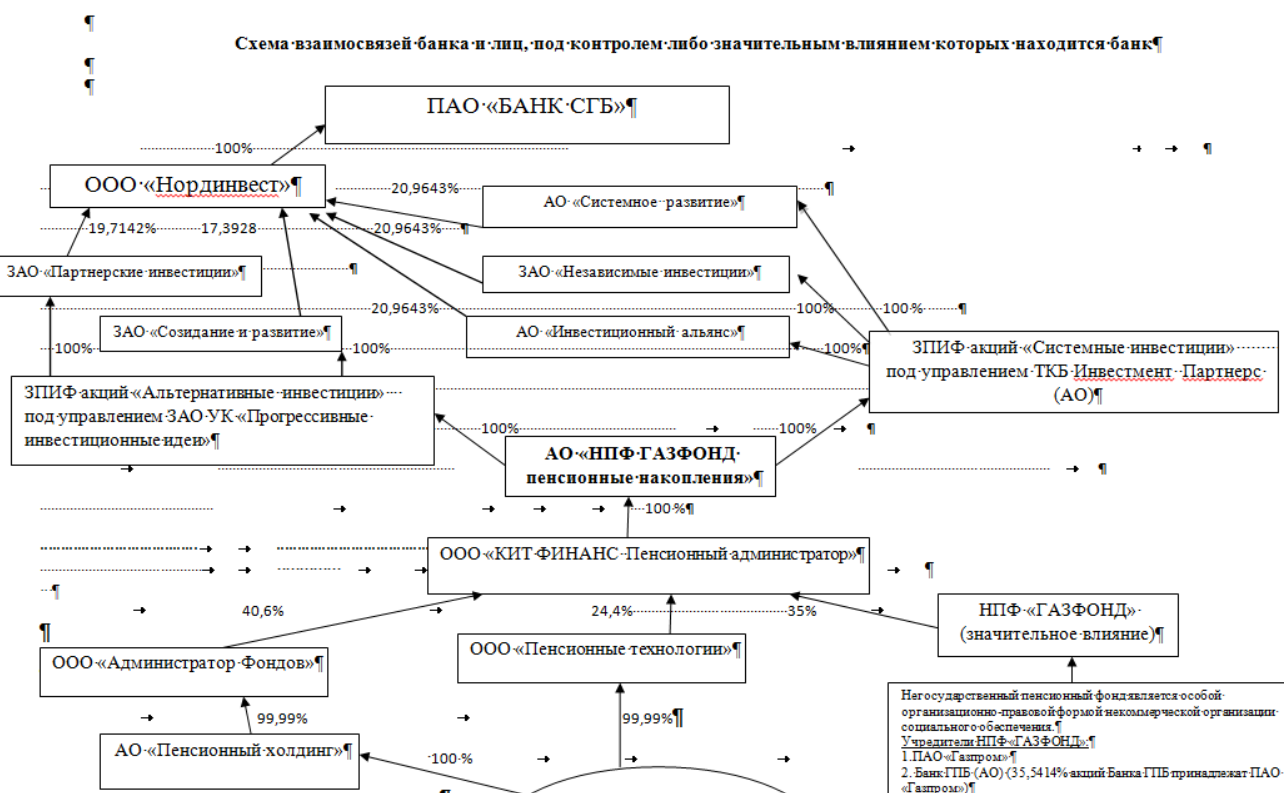 Схема взаимосвязей банка и лиц, под контролем либо значительным влиянием которых находится банк
ПАО «БАНК СГБ»
100%
ООО «Нординвест»
20,9643%
АО «Системное развитие»
19,7142%
17,3928
20,9643%
ЗАО «Партнерские инвестиции»
ЗАО «Независимые инвестиции»
20,9643%
100%
100 %
ЗАО «Созидание и развитие»
АО «Инвестиционный альянс»
100%
100%
100%
ЗПИФ акций «Системные инвестиции»
под управлением ТКБ Инвестмент Партнерс
(АО)
ЗПИФ акций «Альтернативные инвестиции»
под управлением ЗАО УК «Прогрессивные
инвестиционные идеи»
100%
100%
АО «НПФ ГАЗФОНД
пенсионные накопления»
100 %
ООО «КИТ ФИНАНС Пенсионный администратор»
40,6%
24,4%
35%
НПФ «ГАЗФОНД»
(значительное влияние)
ООО «Администратор Фондов»
ООО «Пенсионные технологии»
Негосударственный пенсионный фонд является особой
организационно-правовой формой некоммерческой организации
социального обеспечения.
Учредители НПФ «ГАЗФОНД»:
1.ПАО «Газпром»
2. Банк ГПБ (АО) (35,5414% акций Банка ГПБ принадлежат ПАО
«Газпром»)
99,99%
99,99%
АО «Пенсионный холдинг»
100 %